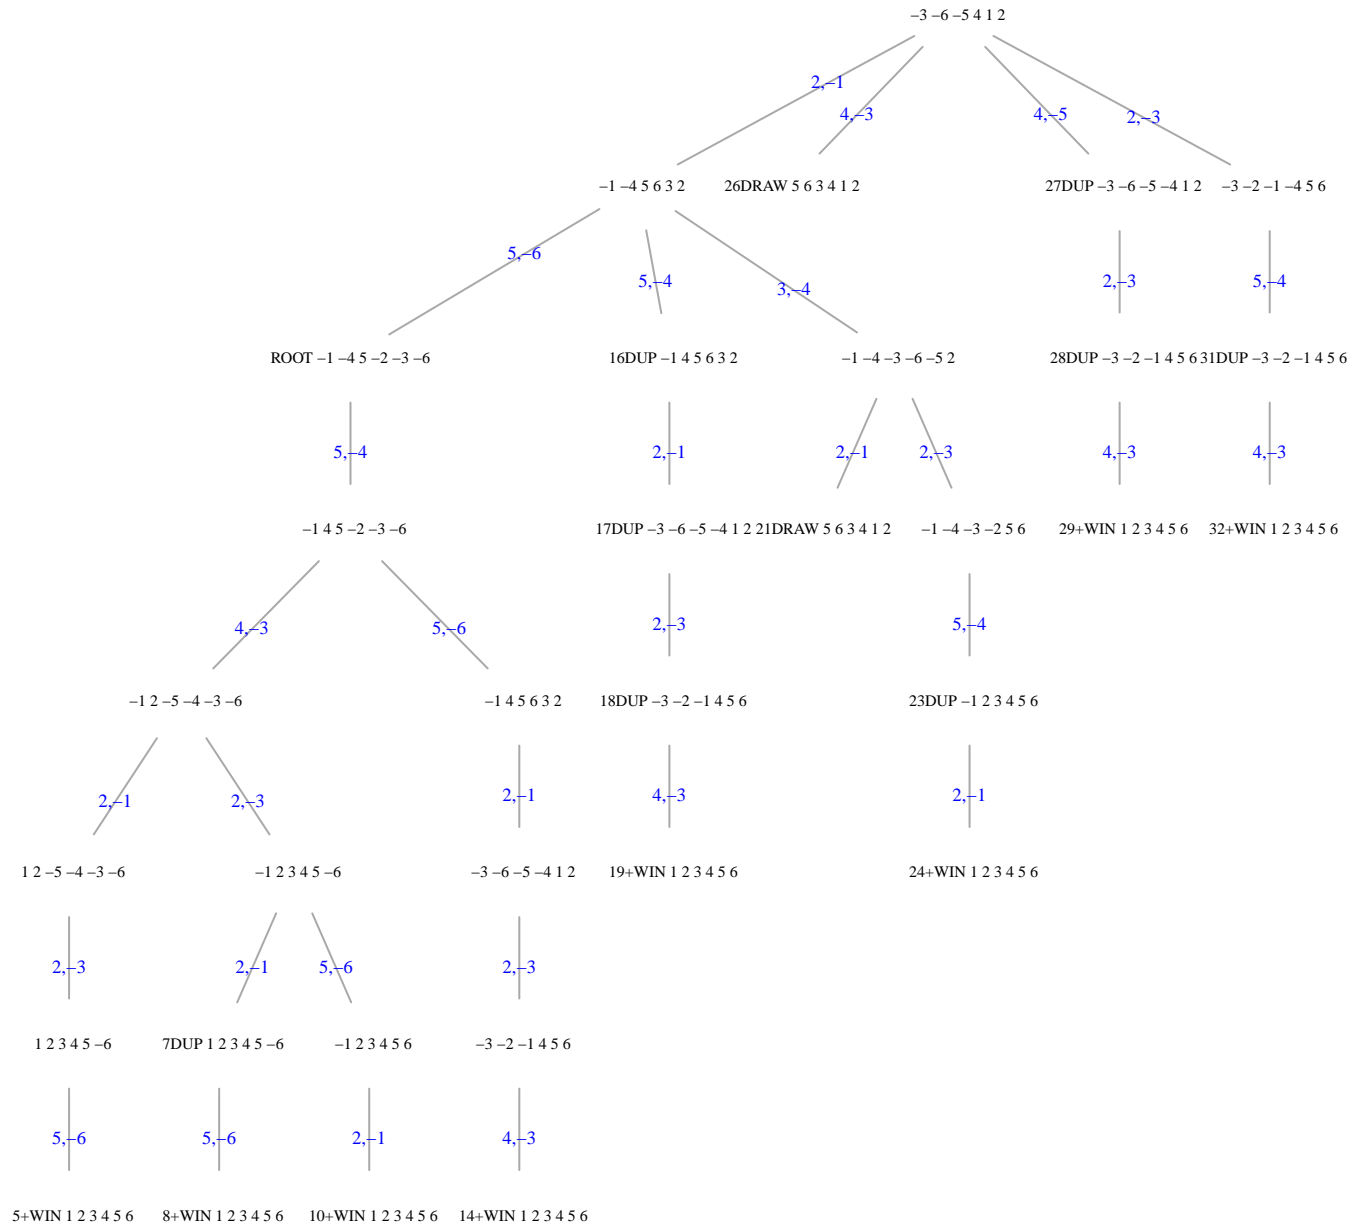 −3 −6 −5 4 1 2
2,−1
4,−3 4,−5 2,−3
−1 −4 5 6 3 2 26DRAW 5 6 3 4 1 2 27DUP −3 −6 −5 −4 1 2 −3 −2 −1 −4 5 6
5,−6
5,−4 3,−4 2,−3 5,−4
ROOT −1 −4 5 −2 −3 −6 16DUP −1 4 5 6 3 2 −1 −4 −3 −6 −5 2 28DUP −3 −2 −1 4 5 6 31DUP −3 −2 −1 4 5 6
5,−4 2,−1 2,−1 2,−3 4,−3 4,−3
−1 4 5 −2 −3 −6 17DUP −3 −6 −5 −4 1 2 21DRAW 5 6 3 4 1 2 −1 −4 −3 −2 5 6 29+WIN 1 2 3 4 5 6 32+WIN 1 2 3 4 5 6
4,−3 5,−6 2,−3 5,−4
−1 2 −5 −4 −3 −6 −1 4 5 6 3 2 18DUP −3 −2 −1 4 5 6 23DUP −1 2 3 4 5 6
2,−1 2,−3 2,−1 4,−3 2,−1
1 2 −5 −4 −3 −6 −1 2 3 4 5 −6 −3 −6 −5 −4 1 2 19+WIN 1 2 3 4 5 6 24+WIN 1 2 3 4 5 6
2,−3 2,−1 5,−6 2,−3
1 2 3 4 5 −6 7DUP 1 2 3 4 5 −6 −1 2 3 4 5 6 −3 −2 −1 4 5 6
5,−6 5,−6 2,−1 4,−3
5+WIN 1 2 3 4 5 6 8+WIN 1 2 3 4 5 6 10+WIN 1 2 3 4 5 6 14+WIN 1 2 3 4 5 6